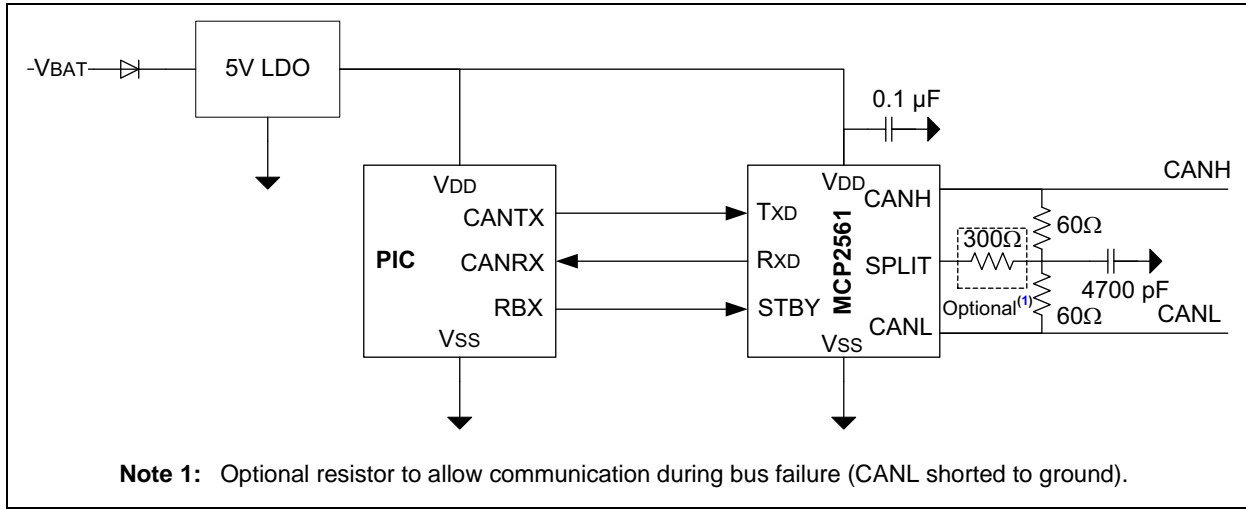 VBAT
5V LDO
0.1 µF
VDD
CANTX
PIC
CANRX
RBX
VSS
VDD
TXD
RXD
STBY
MCP2561
CANH
SPLIT
CANL
VSS
CANH
60Ω
300Ω
4700 pF
Optional(1)
60Ω
CANL
Note 1: Optional resistor to allow communication during bus failure (CANL shorted to ground).